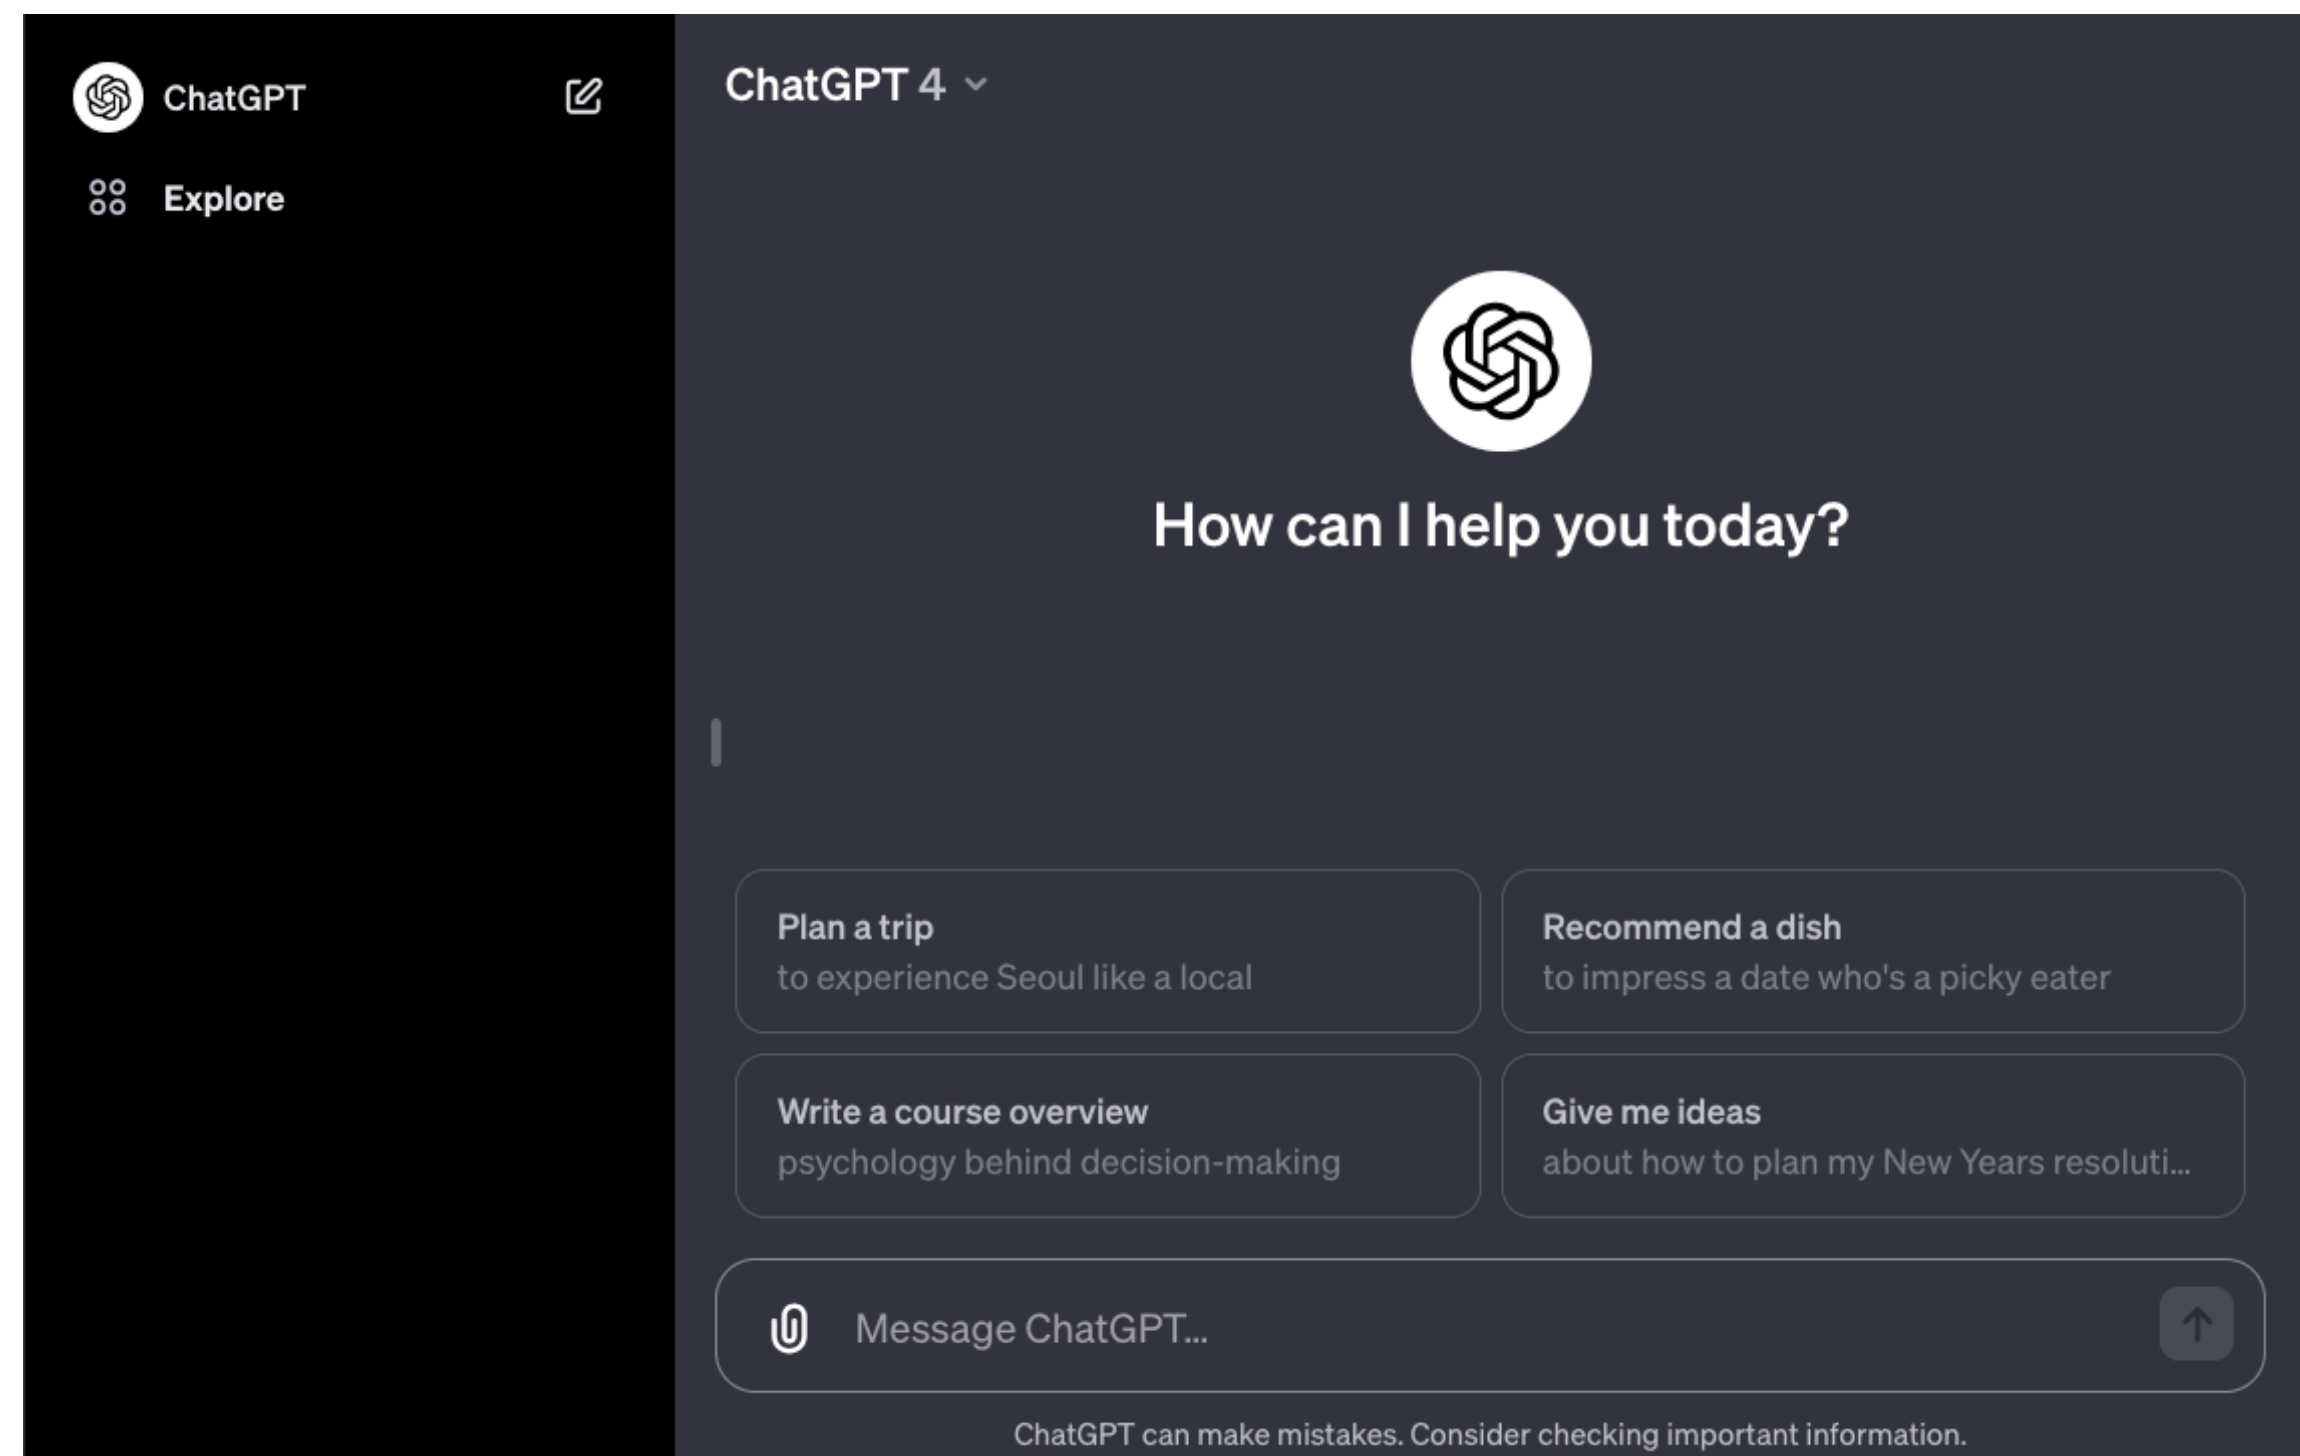 ChatGPT
Explore
ChatGPT 4
How can I help you today?
Plan a trip
to experience Seoul like a local
Recommend a dish
to impress a date who's a picky eater
Write a course overview
psychology behind decision-making
Give me ideas
about how to plan my New Years resoluti...
Message ChatGPT...
ChatGPT can make mistakes. Consider checking important information.